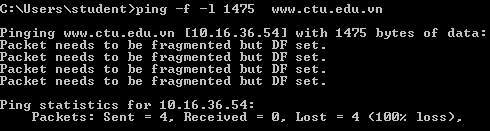 C:\Users\student>ping -f -l 1475  www.ctu.edu.vn
Pinging www.ctu.edu.vn [10.16.36.54] with 1475 bytes of data:
Packet needs to be fragmented but DF set.
Packet needs to be fragmented but DF set.
Packet needs to be fragmented but DF set.
Packet needs to be fragmented but DF set.
Ping statistics for 10.16.36.54:
    Packets: Sent = 4, Received = 0, Lost = 4 (100% loss),